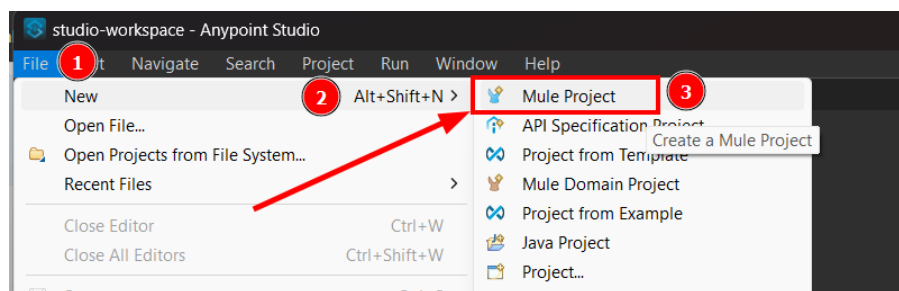 studio-workspace - Anypoint Studio
File 1 t Navigate Search Project Run Window Help
New 2 Alt+Shift+N >
Open File...
Open Projects from File System...
Recent Files >
Close Editor Ctrl+W
Close All Editors Ctrl+Shift+W
Mule Project 3
API Specification Project
Create a Mule Project
Project from Template
Mule Domain Project
Project from Example
Java Project
Project...